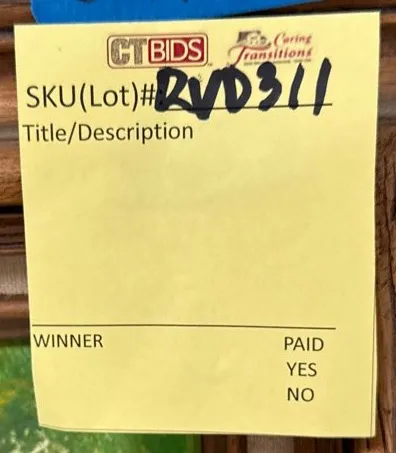 CTBIDS Caring Transitions
SKU(Lot)#RVD311
Title/Description
WINNER PAID
YES
NO